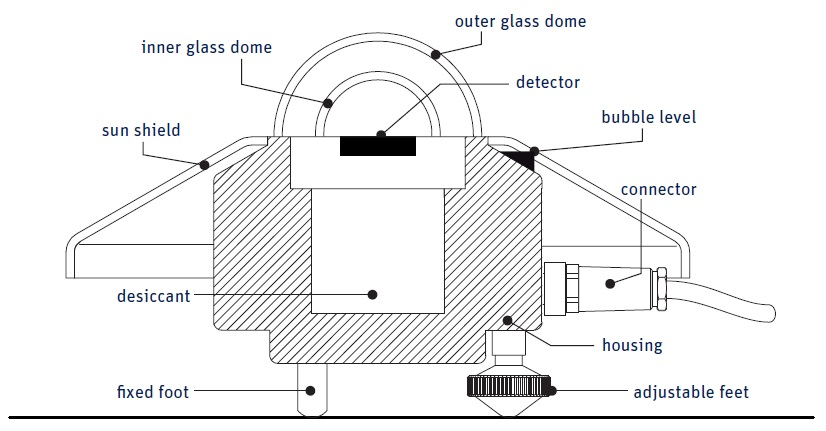 outer glass dome
inner glass dome
detector
bubble level
sun shield
connector
desiccant
housing
fixed foot
adjustable feet